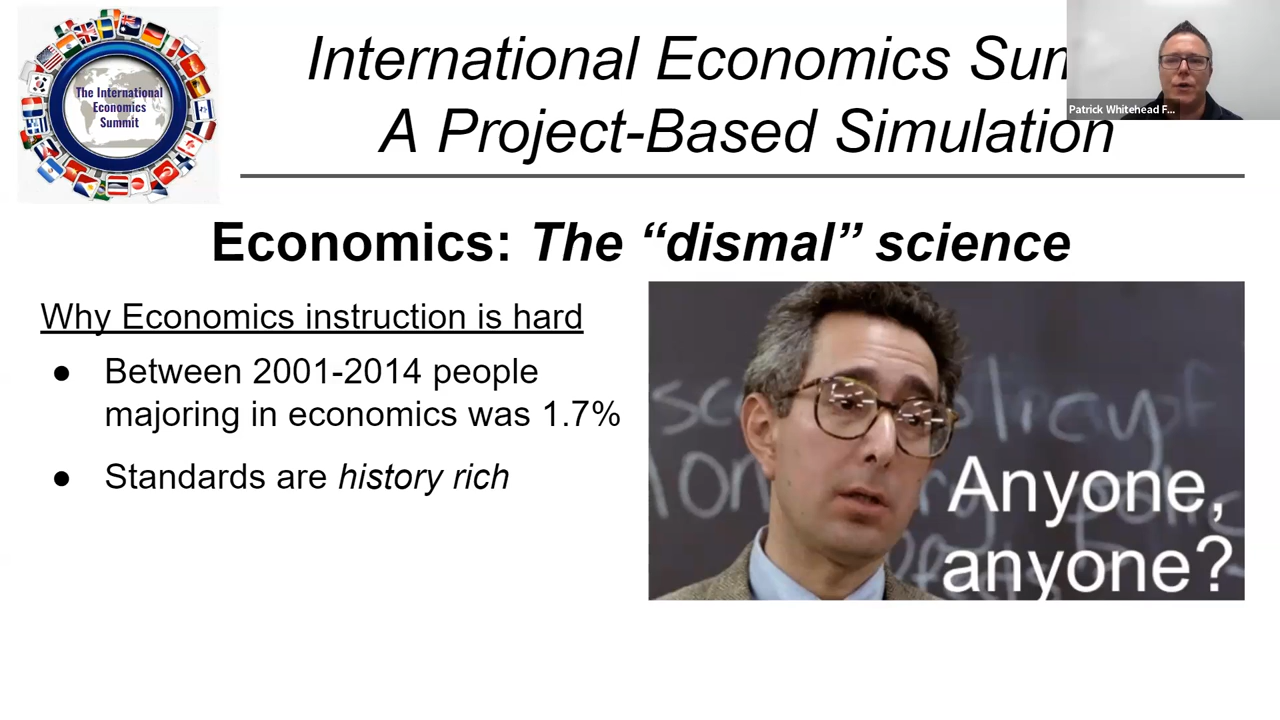 The International
Economics
Summit
International Economics Sum
A Project-Based Simulation
Patrick Whitehead F...
Economics: The “dismal” science
Why Economics instruction is hard
● Between 2001-2014 people
majoring in economics was 1.7%
● Standards are history rich
Anyone,
anyone?